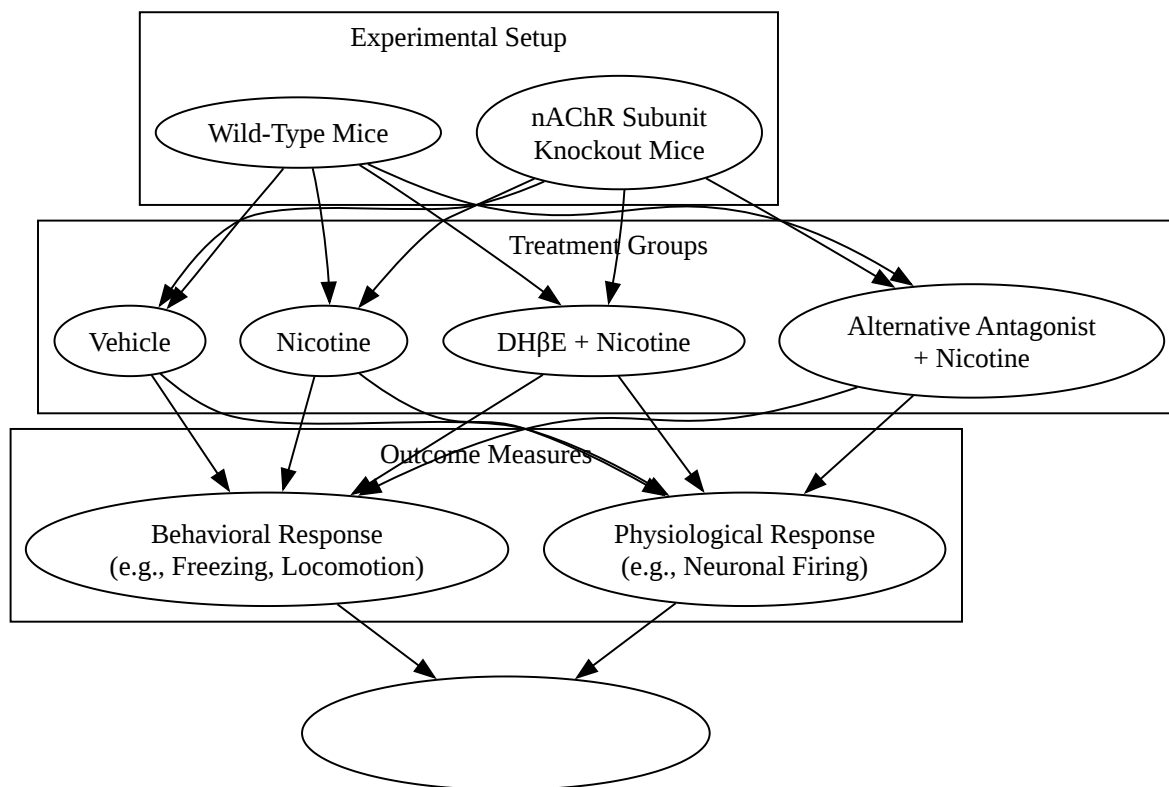 Experimental Setup
Wild-Type Mice
nAChR Subunit
Knockout Mice
Treatment Groups
Vehicle
Nicotine
DHβE + Nicotine
Alternative Antagonist
+ Nicotine
Outcome Measures
Behavioral Response
(e.g., Freezing, Locomotion)
Physiological Response
(e.g., Neuronal Firing)